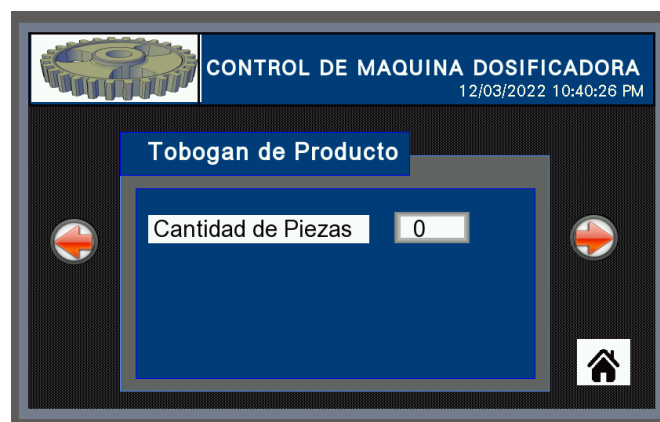 CONTROL DE MAQUINA DOSIFICADORA
12/03/2022 10:40:26 PM
Tobogan de Producto
Cantidad de Piezas 0